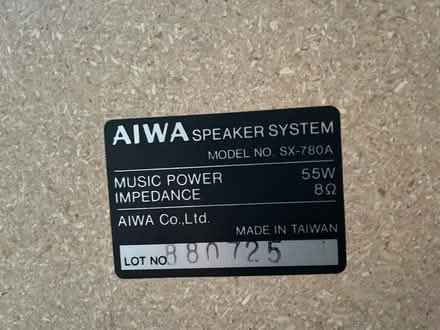 AIWA SPEAKER SYSTEM
MODEL NO. SX-780A
MUSIC POWER 55W
IMPEDANCE 8Ω
AIWA Co.,Ltd.
MADE IN TAIWAN
LOT NO 880725